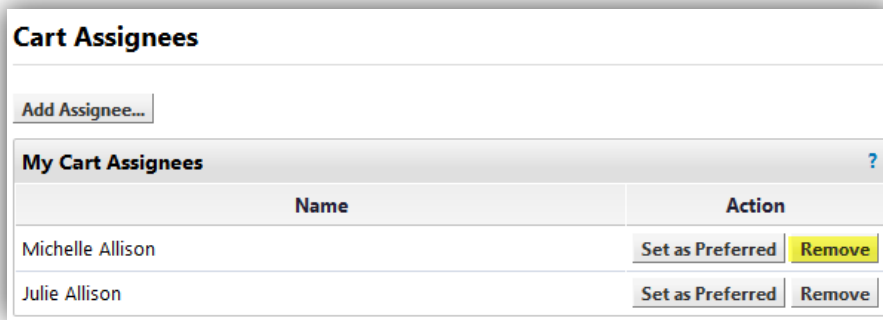 Cart Assignees
Add Assignee...
My Cart Assignees ?
Name Action
Michelle Allison Set as Preferred Remove
Julie Allison Set as Preferred Remove